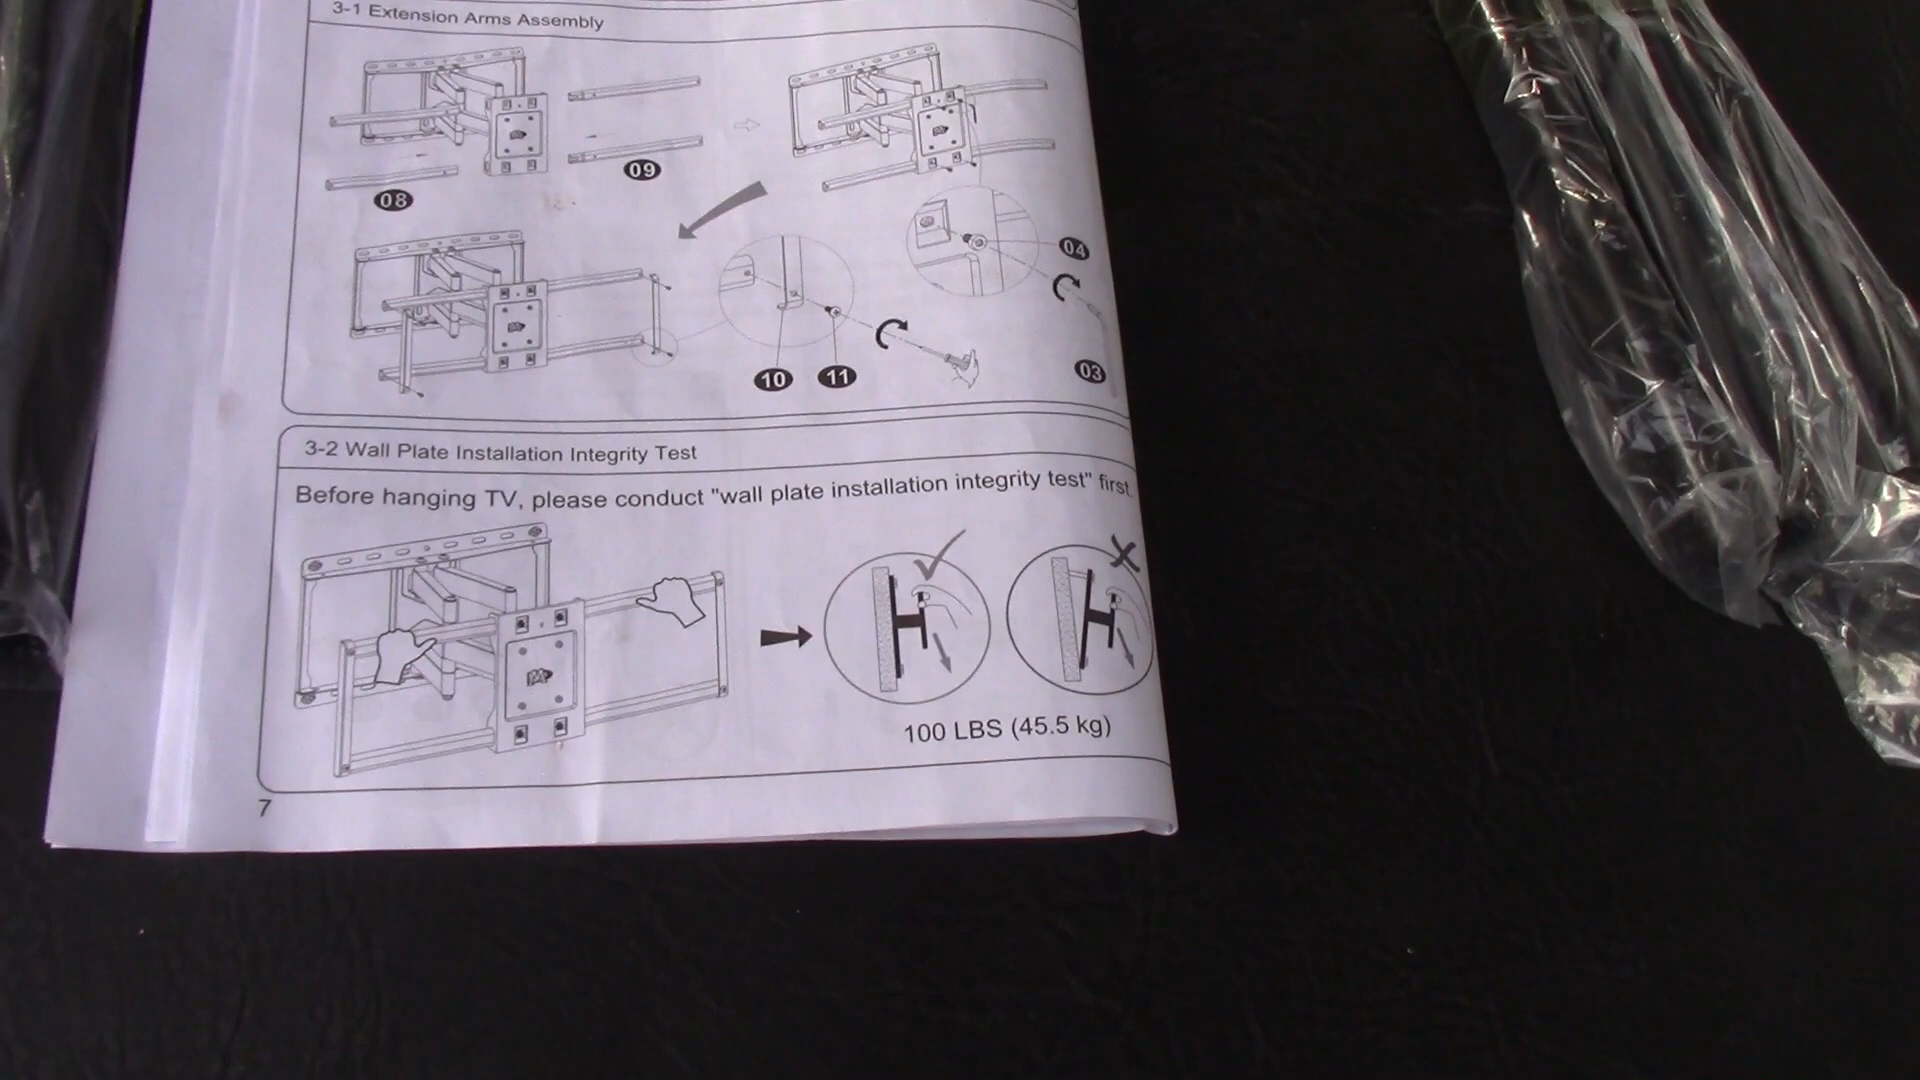 3-1 Extension Arms Assembly
09
08
04
10 11
03
3-2 Wall Plate Installation Integrity Test
Before hanging TV, please conduct "wall plate installation integrity test" first.
100 LBS (45.5 kg)
7